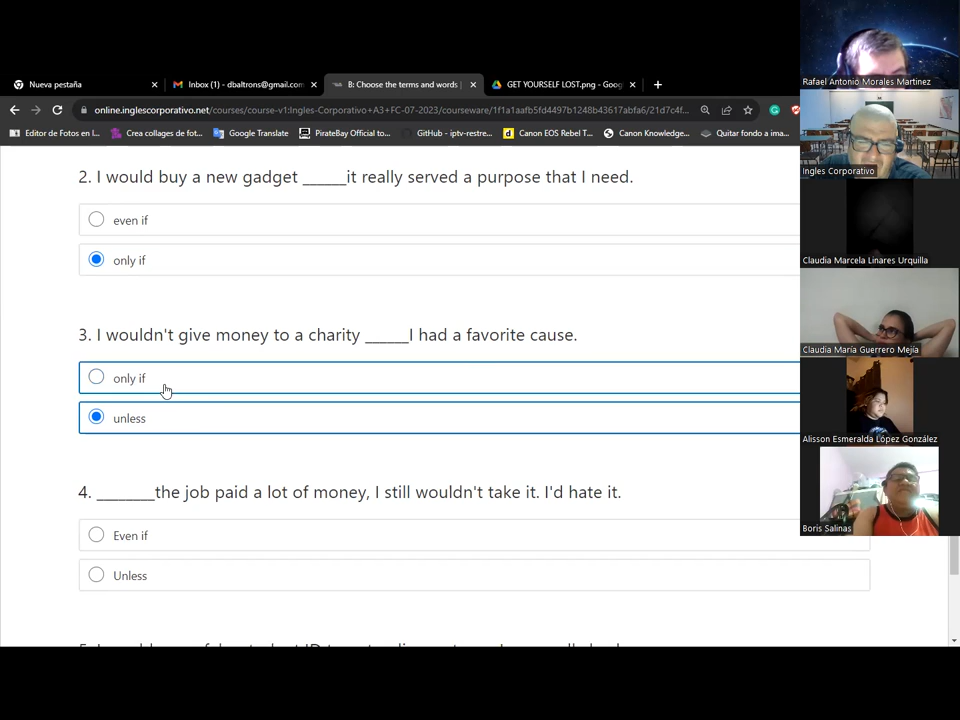 Nueva pestaña
Inbox (1) - dbaltrons@gmail.com
B: Choose the terms and words
GET YOURSELF LOST.png - Goog
online.inglescorporativo.net/courses/course-v1:Ingles-Corporativo+A3+FC-07-2023/courseware/1f1a1aafb5fd4497b1248b43617abfa6/21d7c4f...
Editor de Fotos en l...
Crea collages de fot...
Google Translate
PirateBay Official to...
GitHub - iptv-restre...
Canon EOS Rebel T...
Canon Knowledge...
Quitar fondo a ima...
2. I would buy a new gadget ______it really served a purpose that I need.
even if
only if
3. I wouldn't give money to a charity ______I had a favorite cause.
only if
unless
4. ________the job paid a lot of money, I still wouldn't take it. I'd hate it.
Even if
Unless
Rafael Antonio Morales Martinez
Ingles Corporativo
Claudia Marcela Linares Urquilla
Claudia María Guerrero Mejía
Alisson Esmeralda López González
Boris Salinas